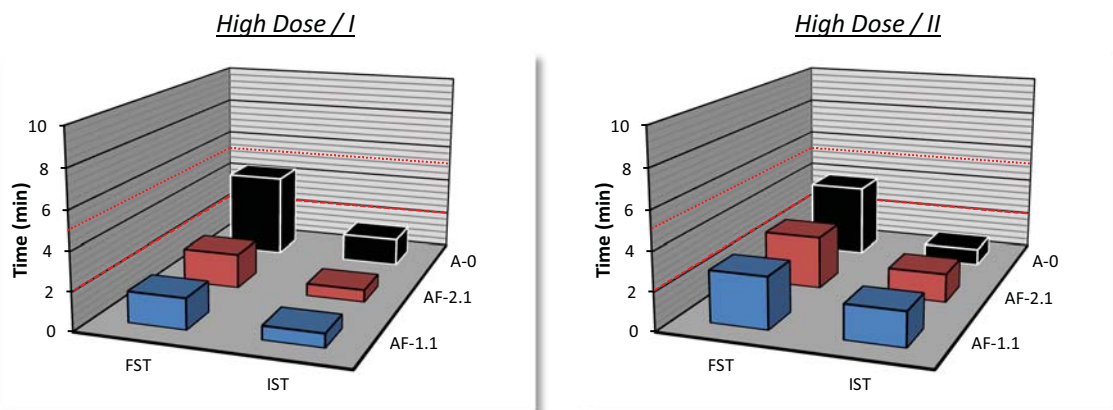 High Dose / I
10
8
6
4
2
0
Time (min)
FST
IST
A-0
AF-2.1
AF-1.1
High Dose / II
10
8
6
4
2
0
Time (min)
FST
IST
A-0
AF-2.1
AF-1.1